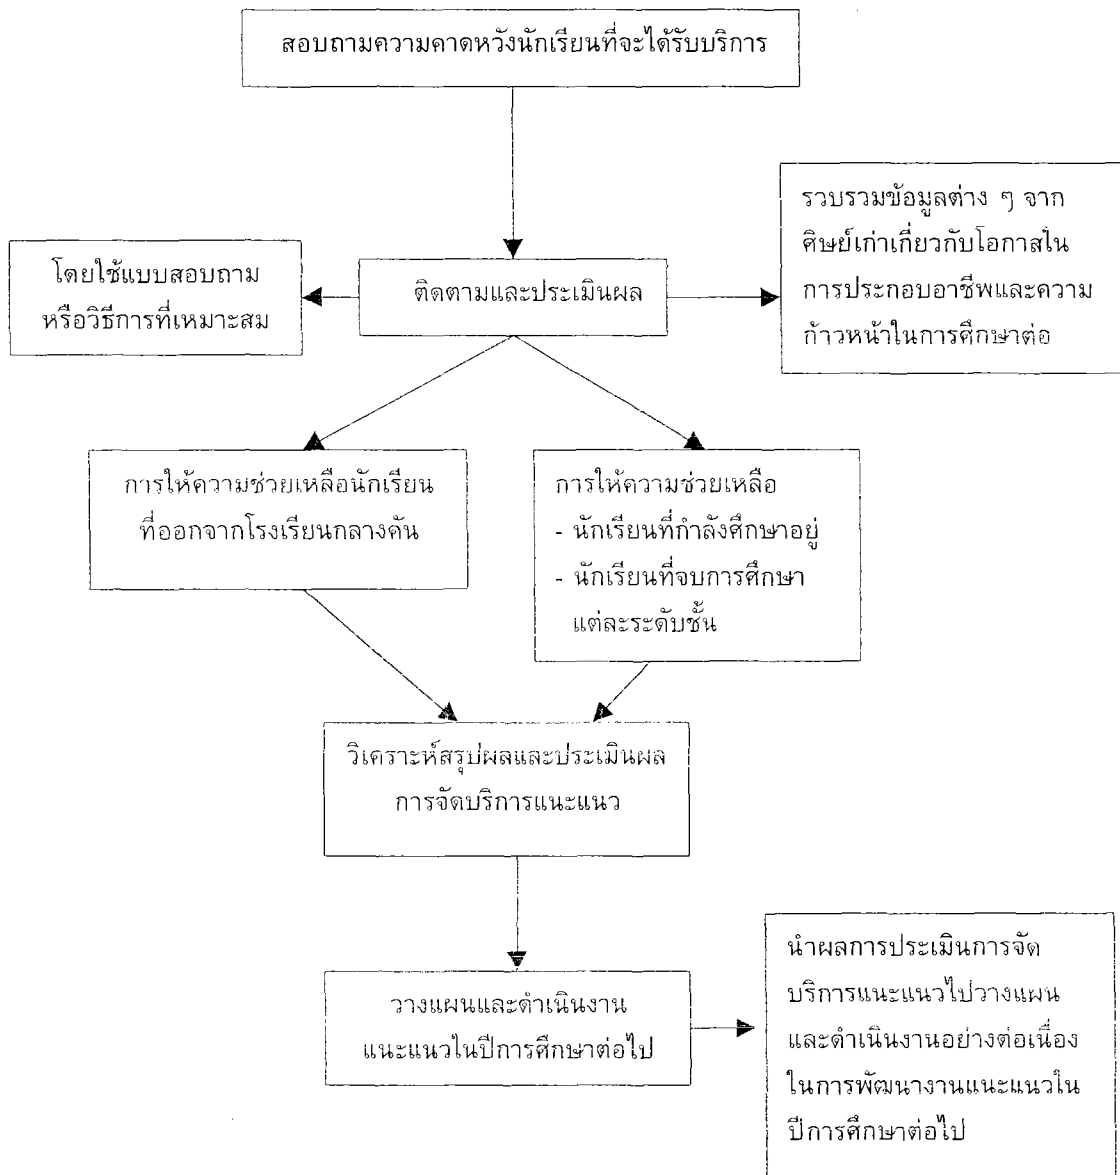 สอบถามความคาดหวังนักเรียนที่จะได้รับบริการ
โดยใช้แบบสอบถาม
หรือวิธีการที่เหมาะสม
ติดตามและประเมินผล
รวบรวมข้อมูลต่าง ๆ จาก
ศิษย์เก่าเกี่ยวกับโอกาสใน
การประกอบอาชีพและความ
ก้าวหน้าในการศึกษาต่อ
การให้ความช่วยเหลือนักเรียน
ที่ออกจากโรงเรียนกลางคัน
การให้ความช่วยเหลือ
- นักเรียนที่กำลังศึกษาอยู่
- นักเรียนที่จบการศึกษา
แต่ละระดับชั้น
วิเคราะห์สรุปผลและประเมินผล
การจัดบริการแนะแนว
วางแผนและดำเนินงาน
แนะแนวในปีการศึกษาต่อไป
นำผลการประเมินการจัด
บริการแนะแนวไปวางแผน
และดำเนินงานอย่างต่อเนื่อง
ในการพัฒนางานแนะแนวใน
ปีการศึกษาต่อไป